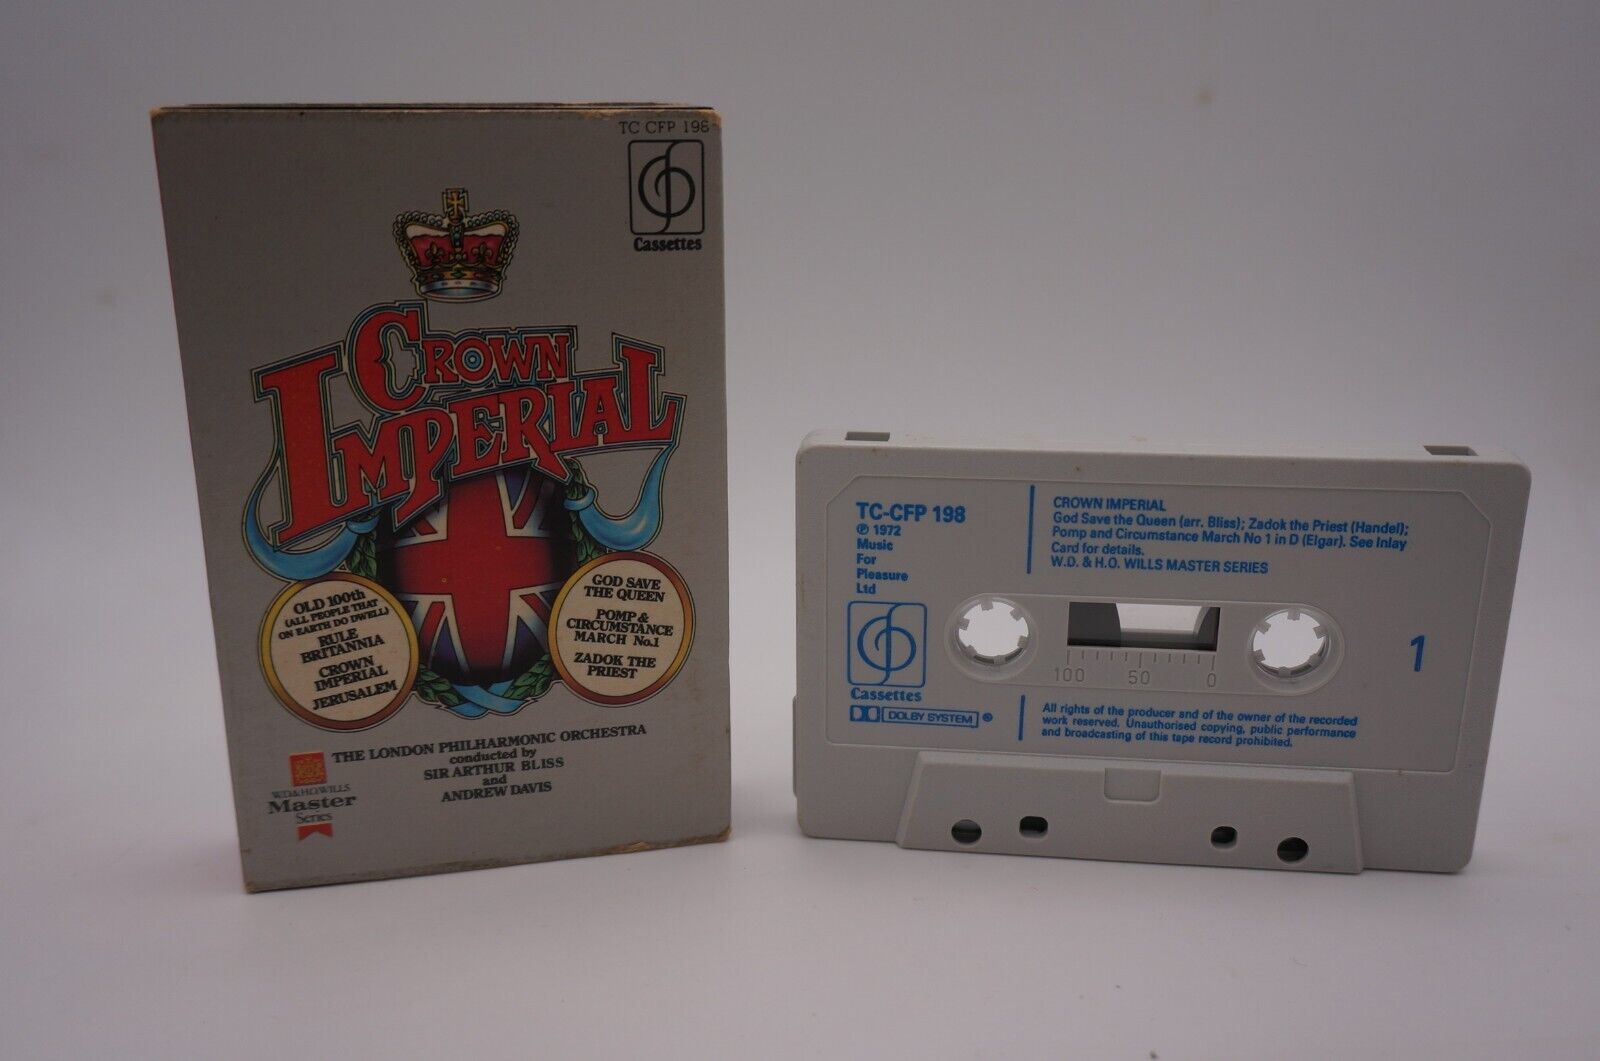 TC CFP 198
Cassettes
CROWN
IMPERIAL
OLD 100th
(ALL PEOPLE THAT
ON EARTH DO DWELL)
RULE
BRITANNIA
CROWN
IMPERIAL
JERUSALEM
GOD SAVE
THE QUEEN
POMP &
CIRCUMSTANCE
MARCH No.1
ZADOK THE
PRIEST
THE LONDON PHILHARMONIC ORCHESTRA
conducted by
SIR ARTHUR BLISS
and
ANDREW DAVIS
W.D.& H.O.WILLS
Master
Series
TC-CFP 198
℗ 1972
Music
For
Pleasure
Ltd
Cassettes
DOLBY SYSTEM ®
CROWN IMPERIAL
God Save the Queen (arr. Bliss); Zadok the Priest (Handel);
Pomp and Circumstance March No 1 in D (Elgar). See Inlay
Card for details.
W.D. & H.O. WILLS MASTER SERIES
100 50 0
1
All rights of the producer and of the owner of the recorded
work reserved. Unauthorised copying, public performance
and broadcasting of this tape record prohibited.